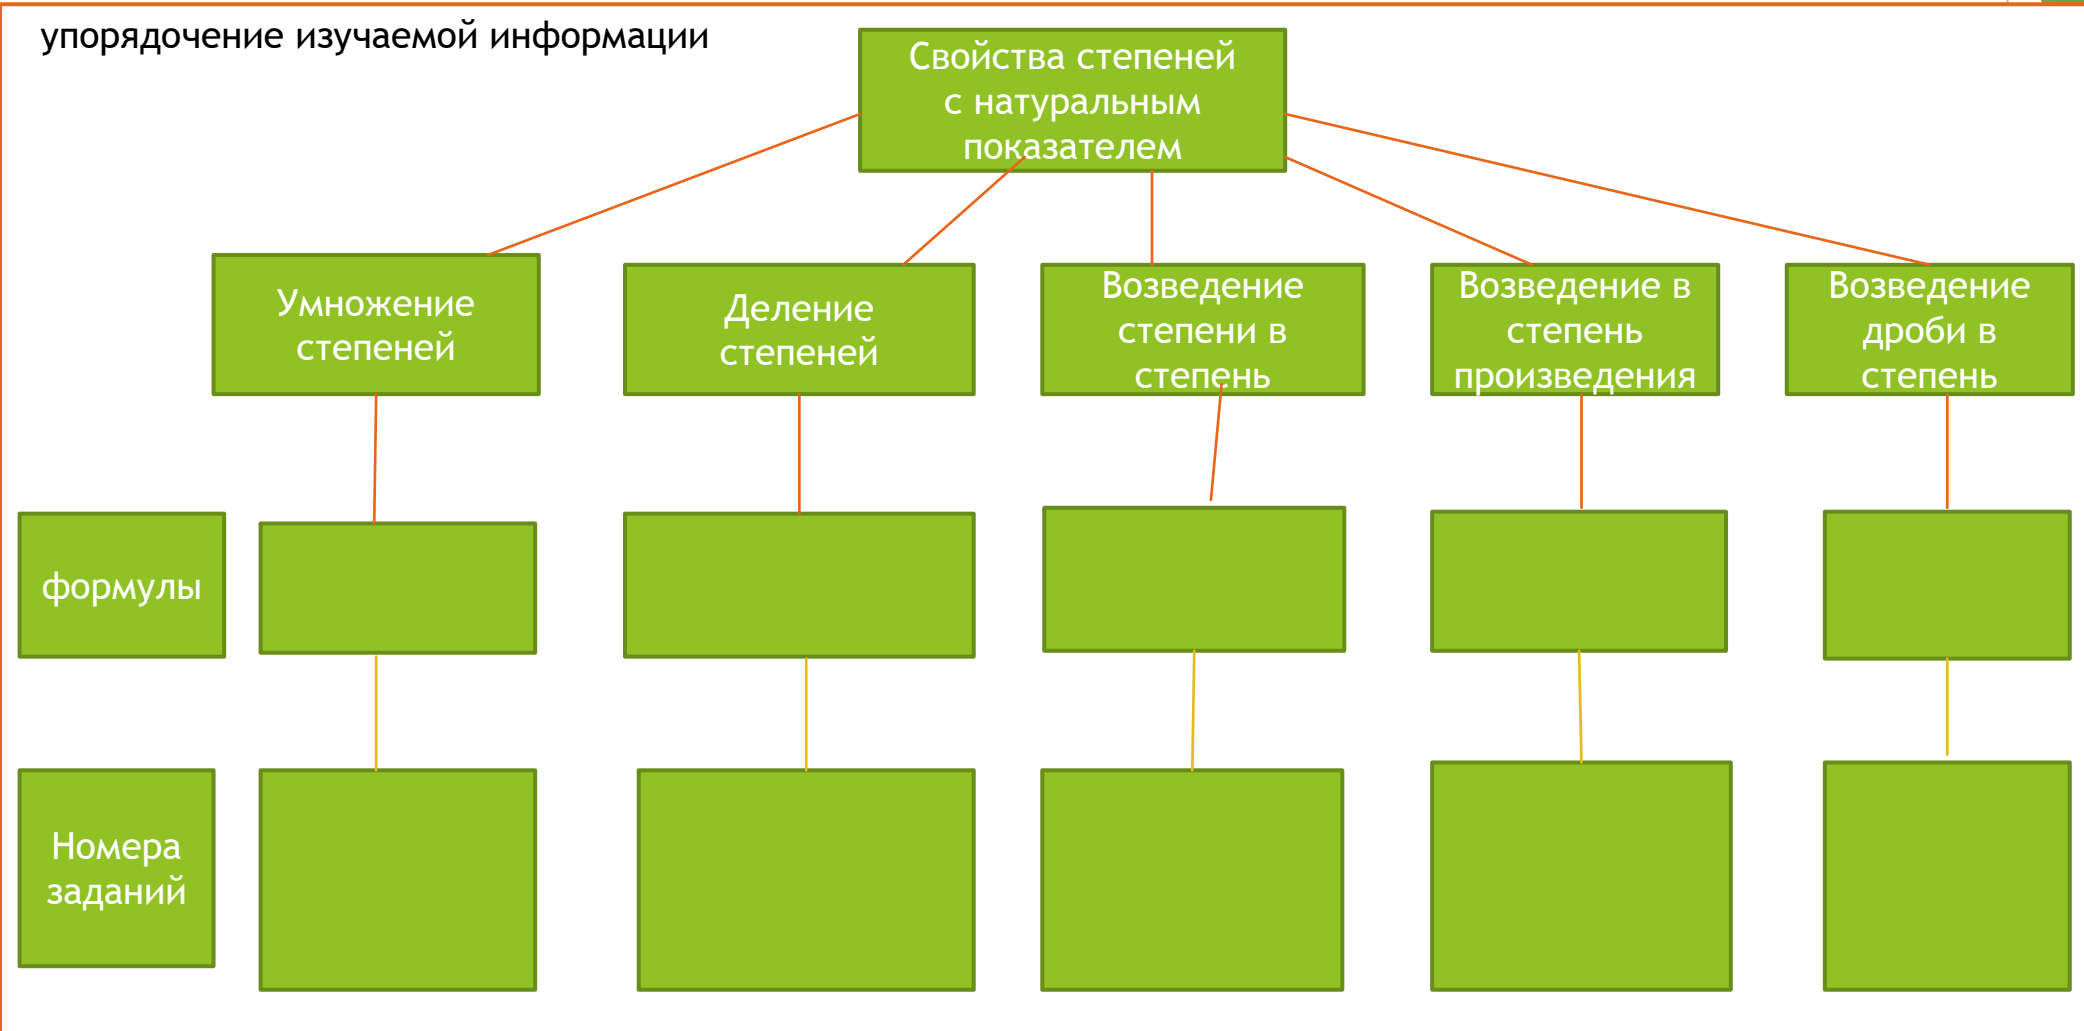 упорядочение изучаемой информации
Свойства степеней
с натуральным
показателем
Умножение
степеней
Деление
степеней
Возведение
степени в
степень
Возведение в
степень
произведения
Возведение
дроби в
степень
формулы
Номера
заданий